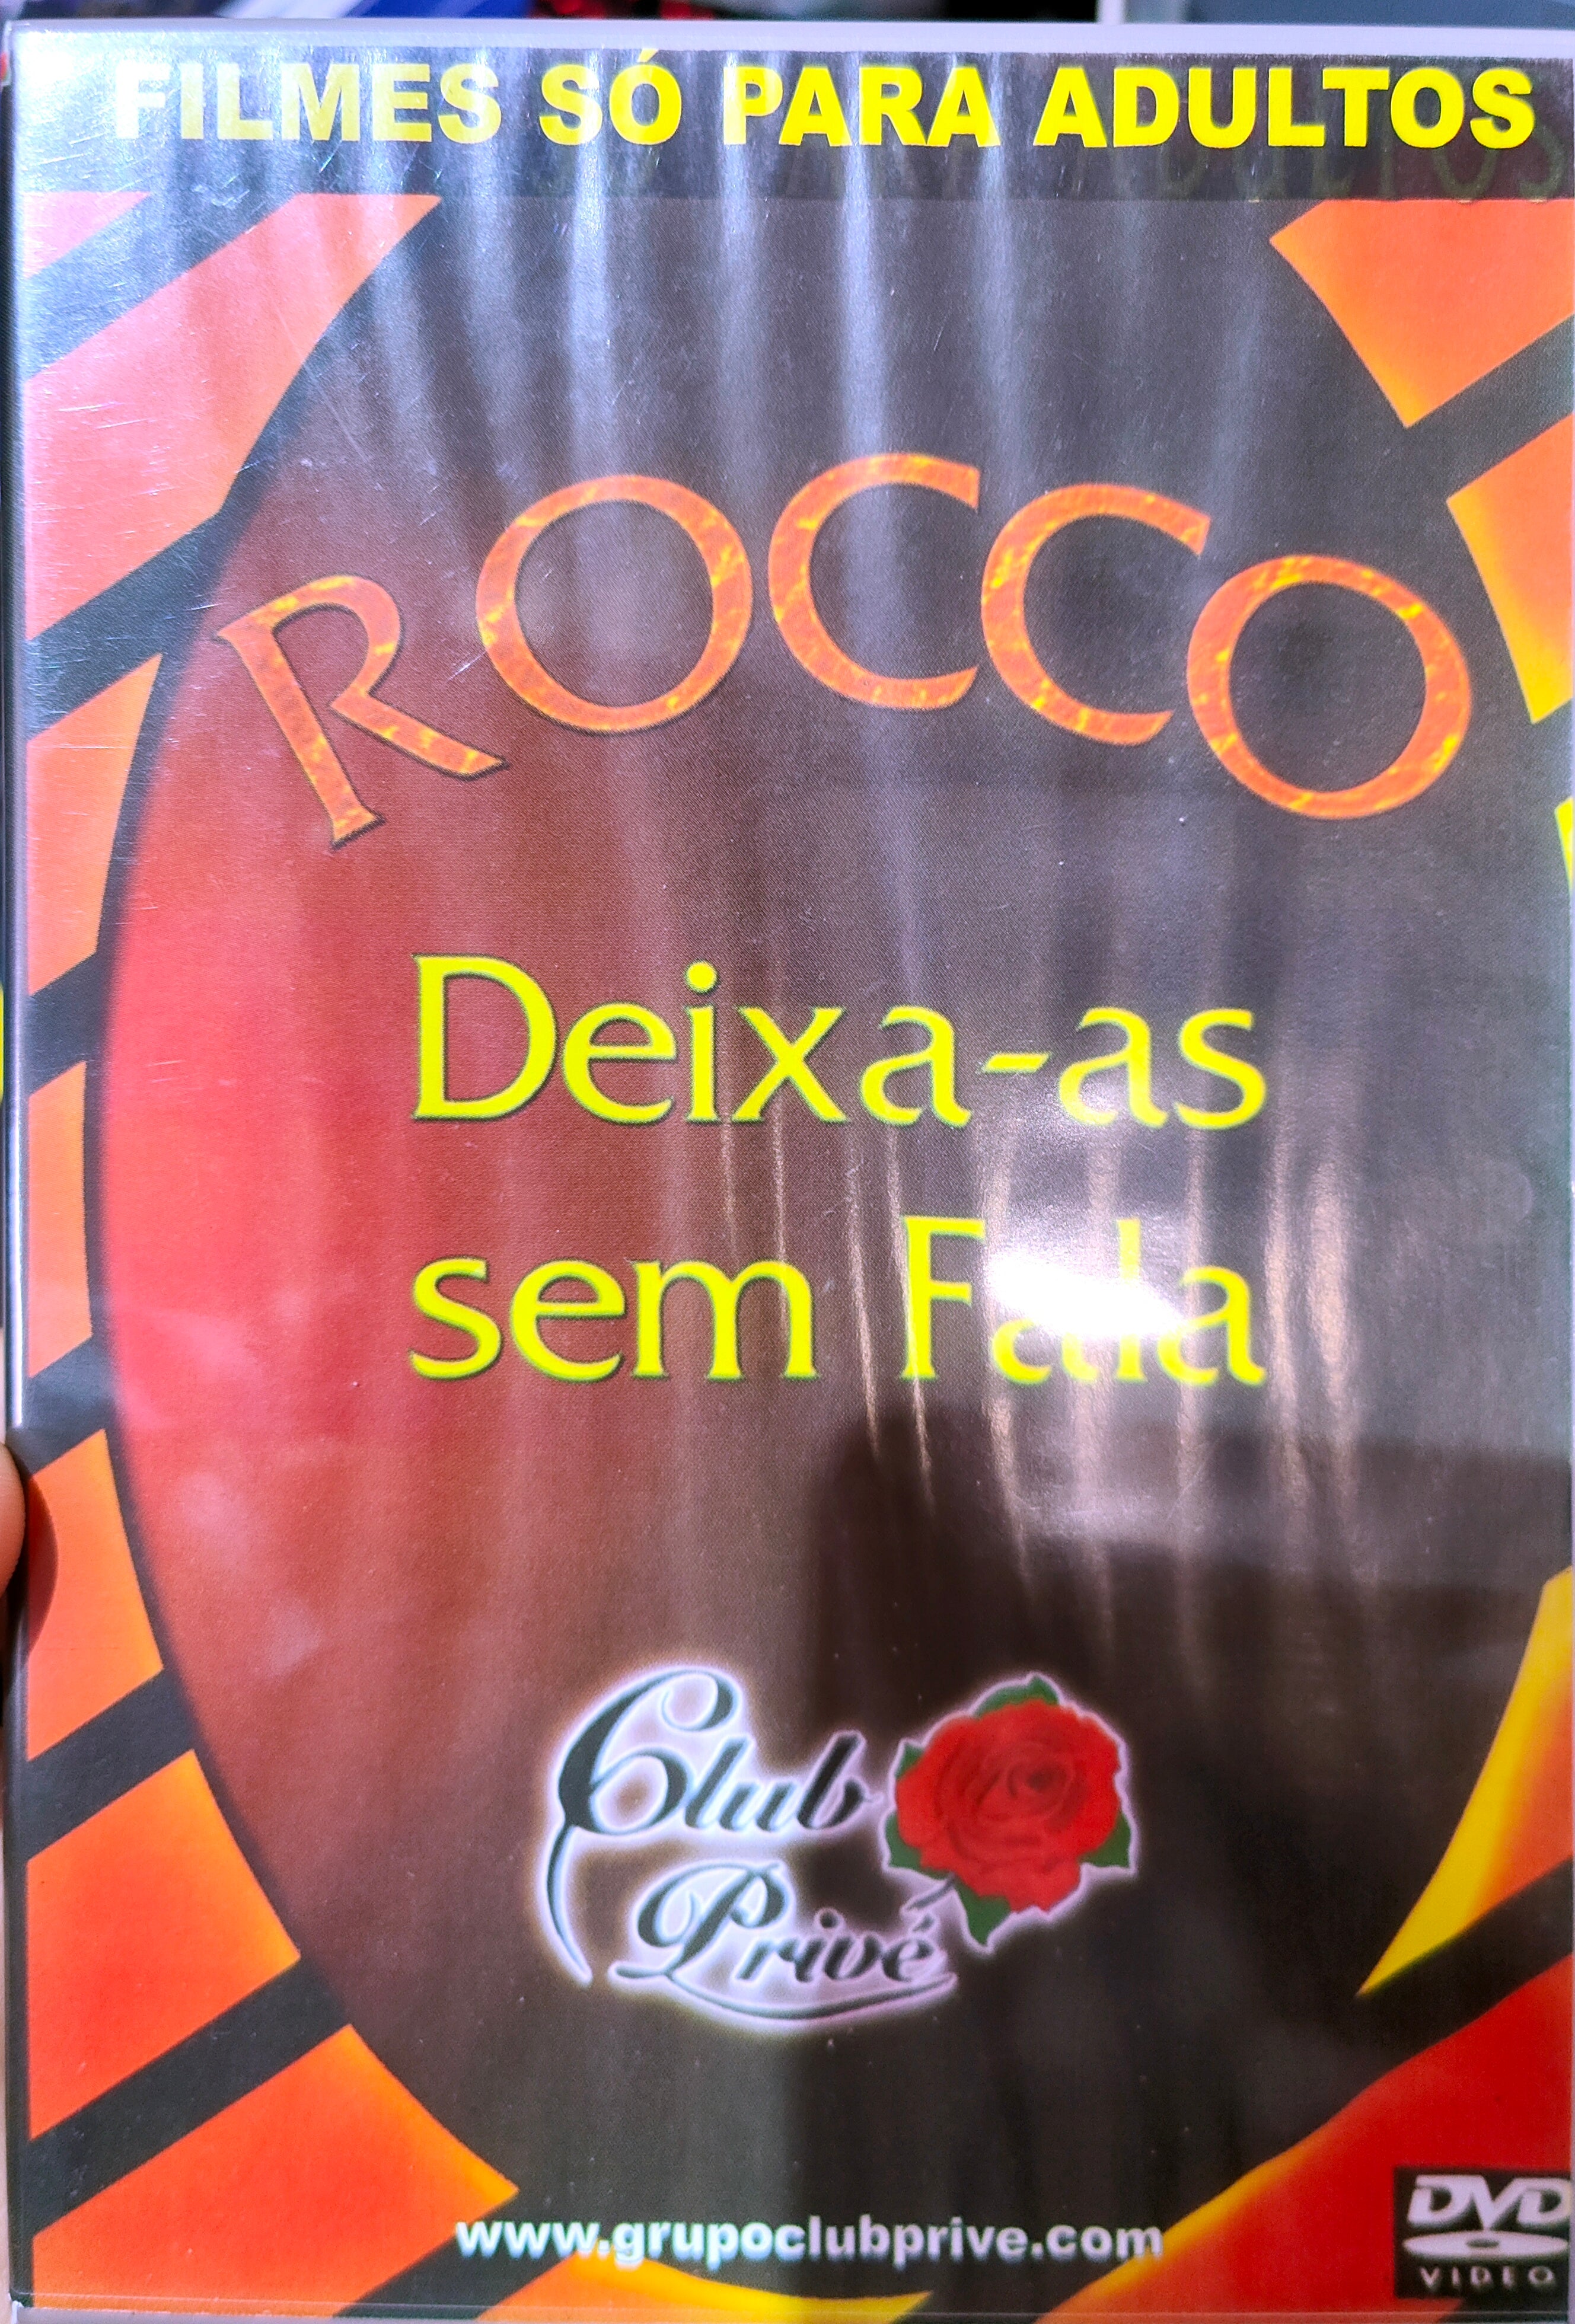 FILMES SÓ PARA ADULTOS
ROCCO
Deixa-as
sem Fala
Club
Privé
www.grupoclubprive.com
DVD
VIDEO